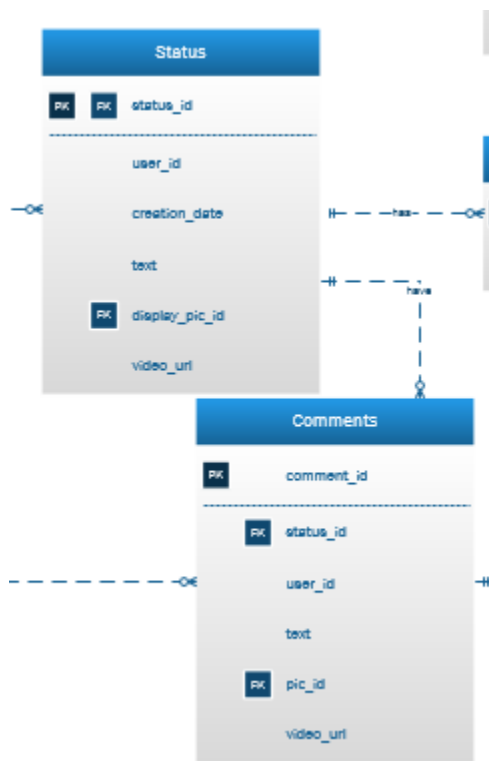 Status
PK FK status_id
user_id
creation_date
has
text
have
FK display_pic_id
video_url
Comments
PK comment_id
FK status_id
user_id
text
FK pic_id
video_url